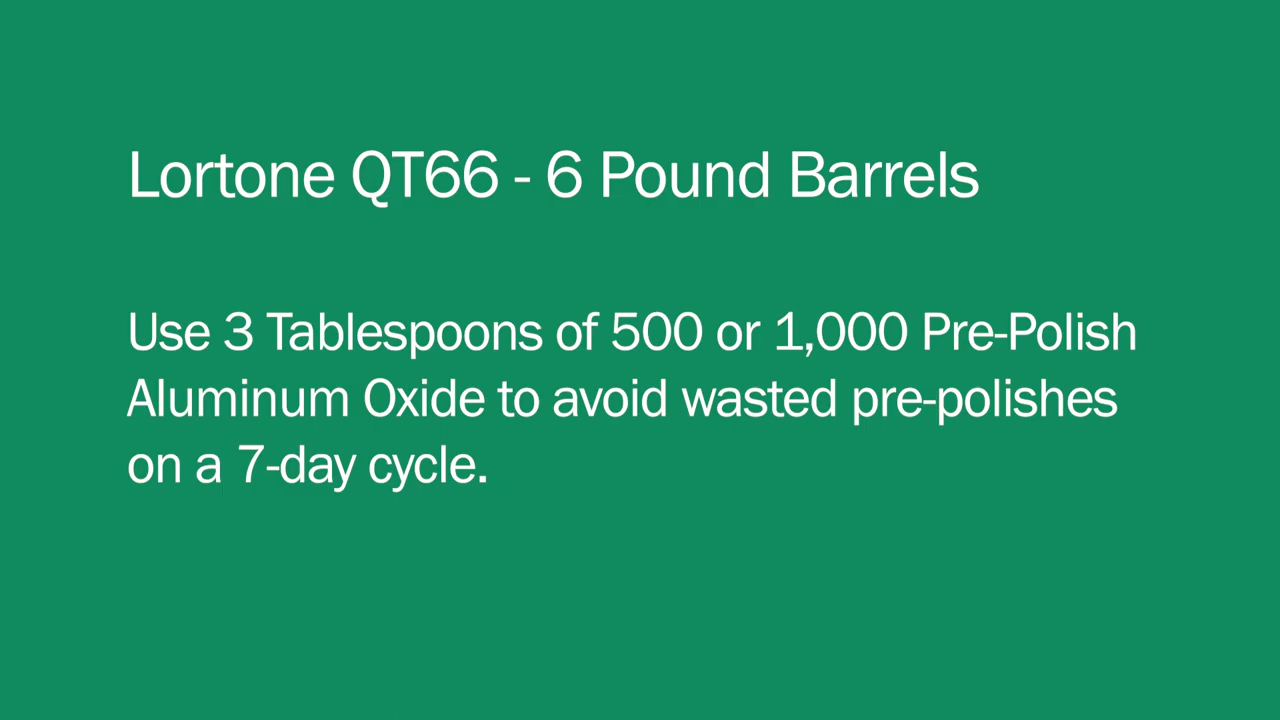 Lortone QT66 - 6 Pound Barrels
Use 3 Tablespoons of 500 or 1,000 Pre-Polish
Aluminum Oxide to avoid wasted pre-polishes
on a 7-day cycle.